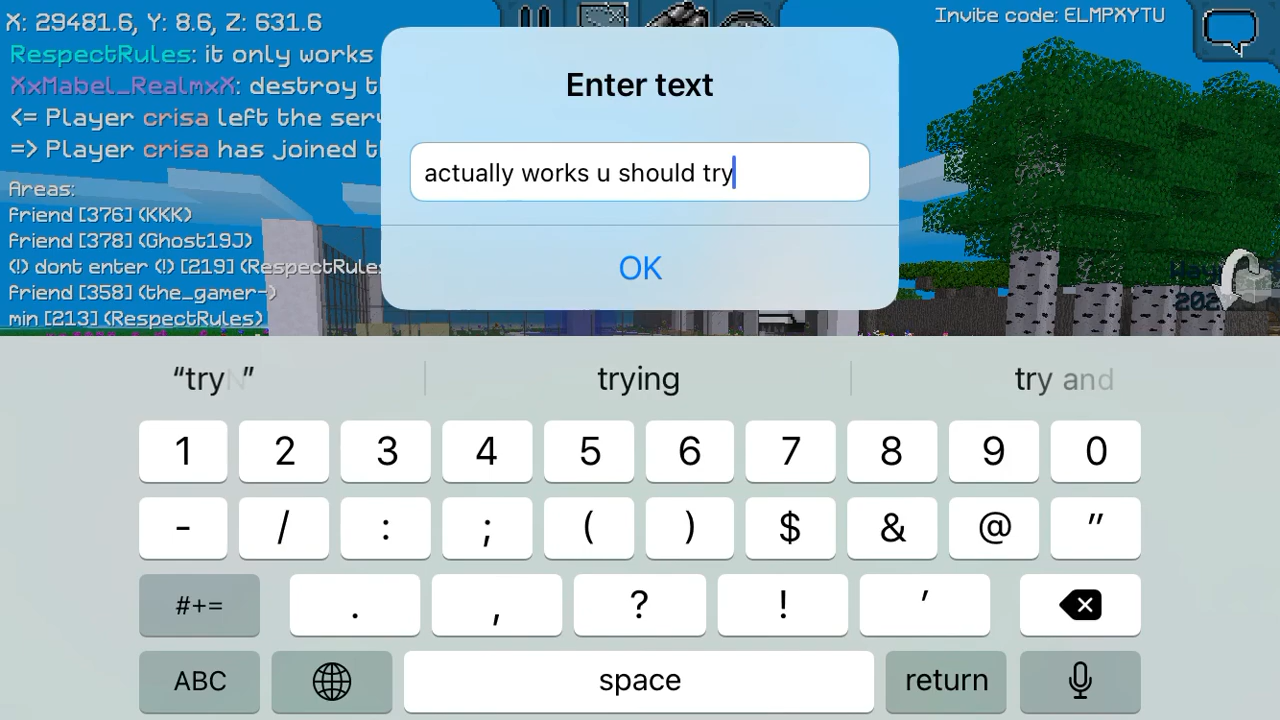 X: 29481.6, Y: 8.6, Z: 631.6
Invite code: ELMPXYTU
RespectRules: it only works
XxMabel_RealmxX: destroy t
<= Player crisa left the ser
=> Player crisa has joined t
Areas:
friend [376] (KKK)
friend [378] (Ghost19J)
(!) dont enter (!) [219] (RespectRules
friend [358] (the_gamer-)
min [213] (RespectRules)
Enter text
actually works u should try
OK
“try”
trying
try and
1 2 3 4 5 6 7 8 9 0
- / : ; ( ) $ & @ "
#+= . , ? ! '
ABC space return